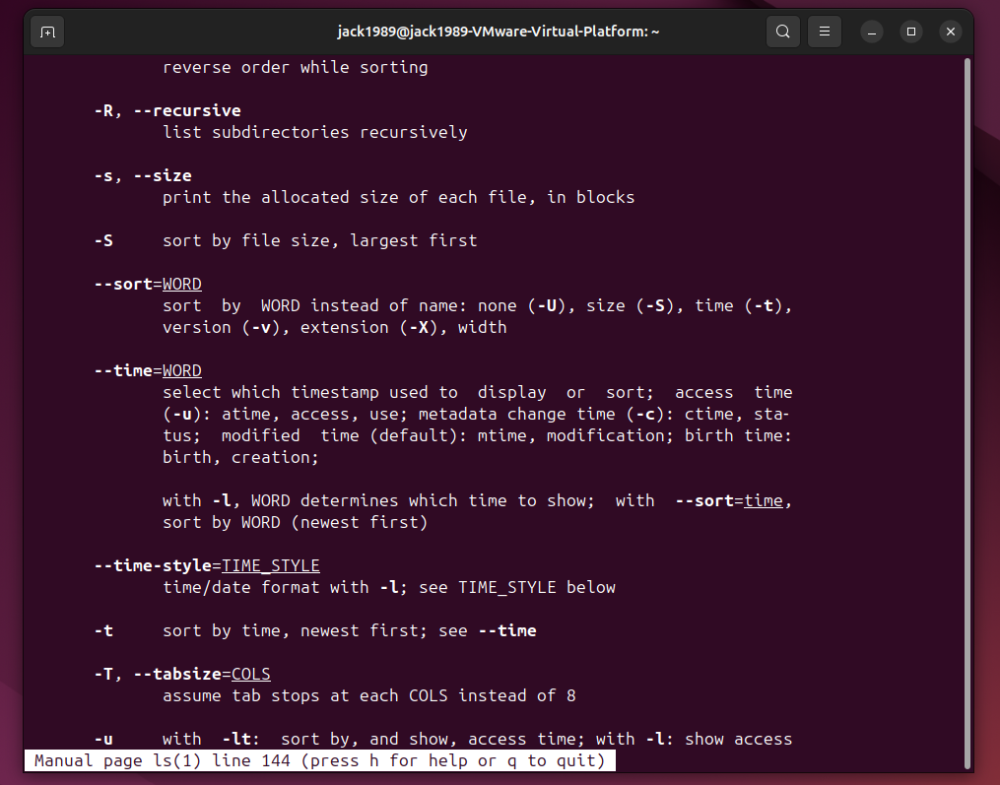 jack1989@jack1989-VMware-Virtual-Platform: ~
reverse order while sorting
-R, --recursive
list subdirectories recursively
-s, --size
print the allocated size of each file, in blocks
-S sort by file size, largest first
--sort=WORD
sort by WORD instead of name: none (-U), size (-S), time (-t),
version (-v), extension (-X), width
--time=WORD
select which timestamp used to display or sort; access time
(-u): atime, access, use; metadata change time (-c): ctime, sta-
tus; modified time (default): mtime, modification; birth time:
birth, creation;
with -l, WORD determines which time to show; with --sort=time,
sort by WORD (newest first)
--time-style=TIME_STYLE
time/date format with -l; see TIME_STYLE below
-t sort by time, newest first; see --time
-T, --tabsize=COLS
assume tab stops at each COLS instead of 8
-u with -lt: sort by, and show, access time; with -l: show access
Manual page ls(1) line 144 (press h for help or q to quit)